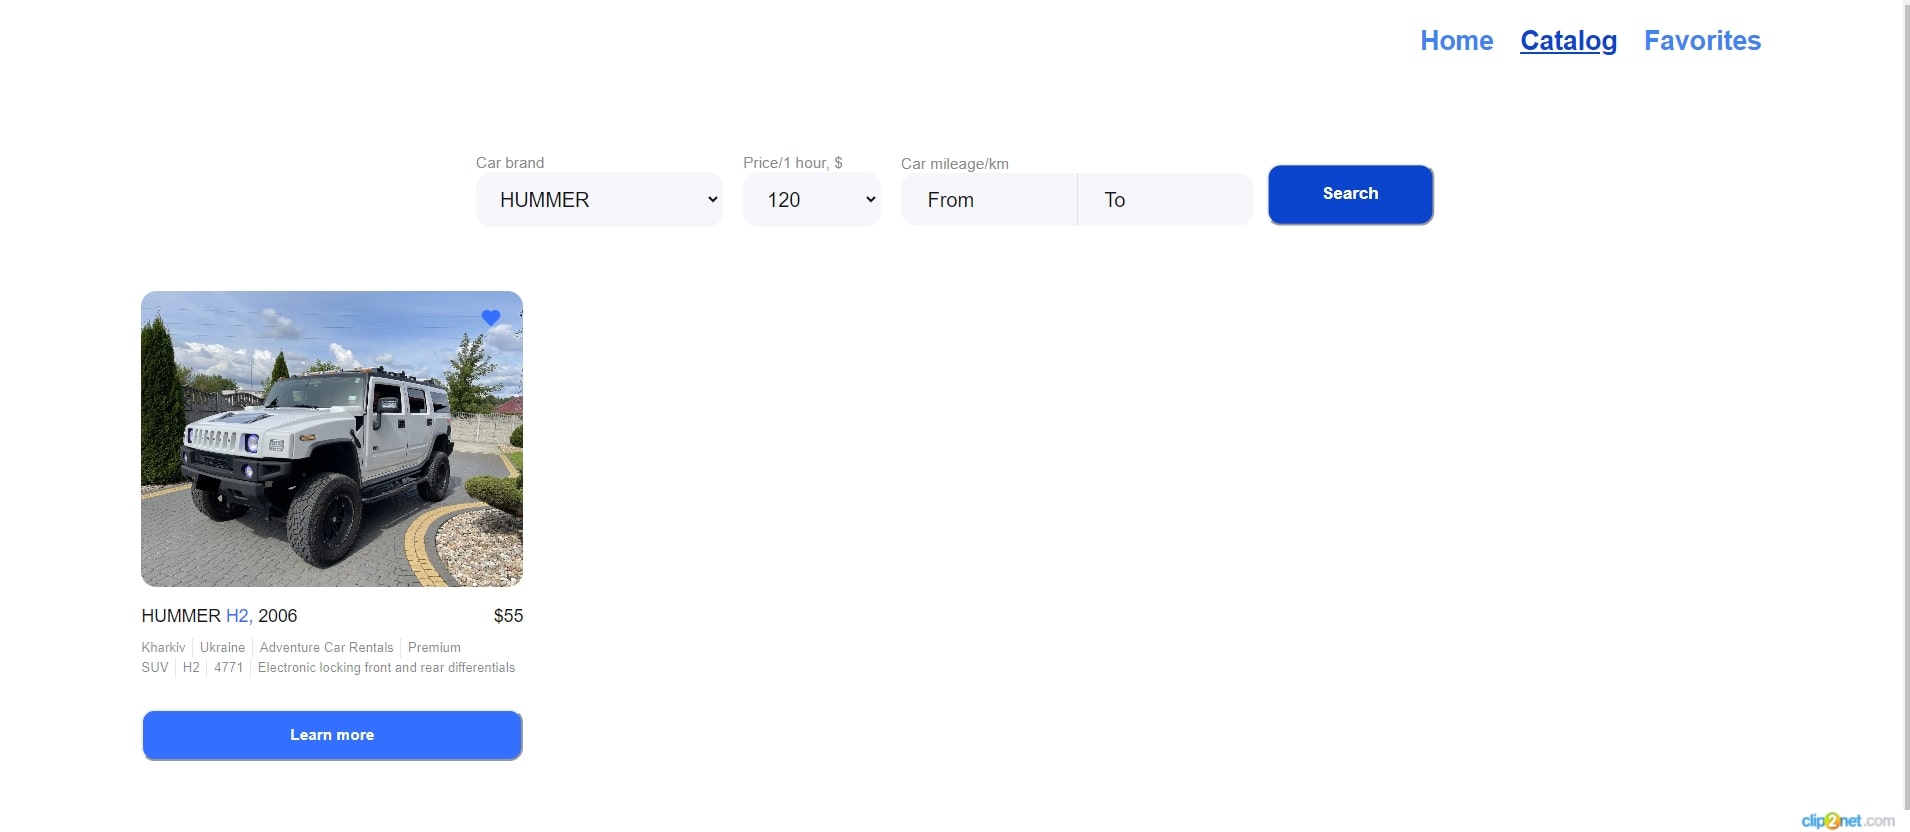 Home Catalog Favorites
Car brand Price/1 hour, $ Car mileage/km
HUMMER 120 From To Search
HUMMER H2, 2006 $55
Kharkiv Ukraine Adventure Car Rentals Premium
SUV H2 4771 Electronic locking front and rear differentials
Learn more
clip2net.com